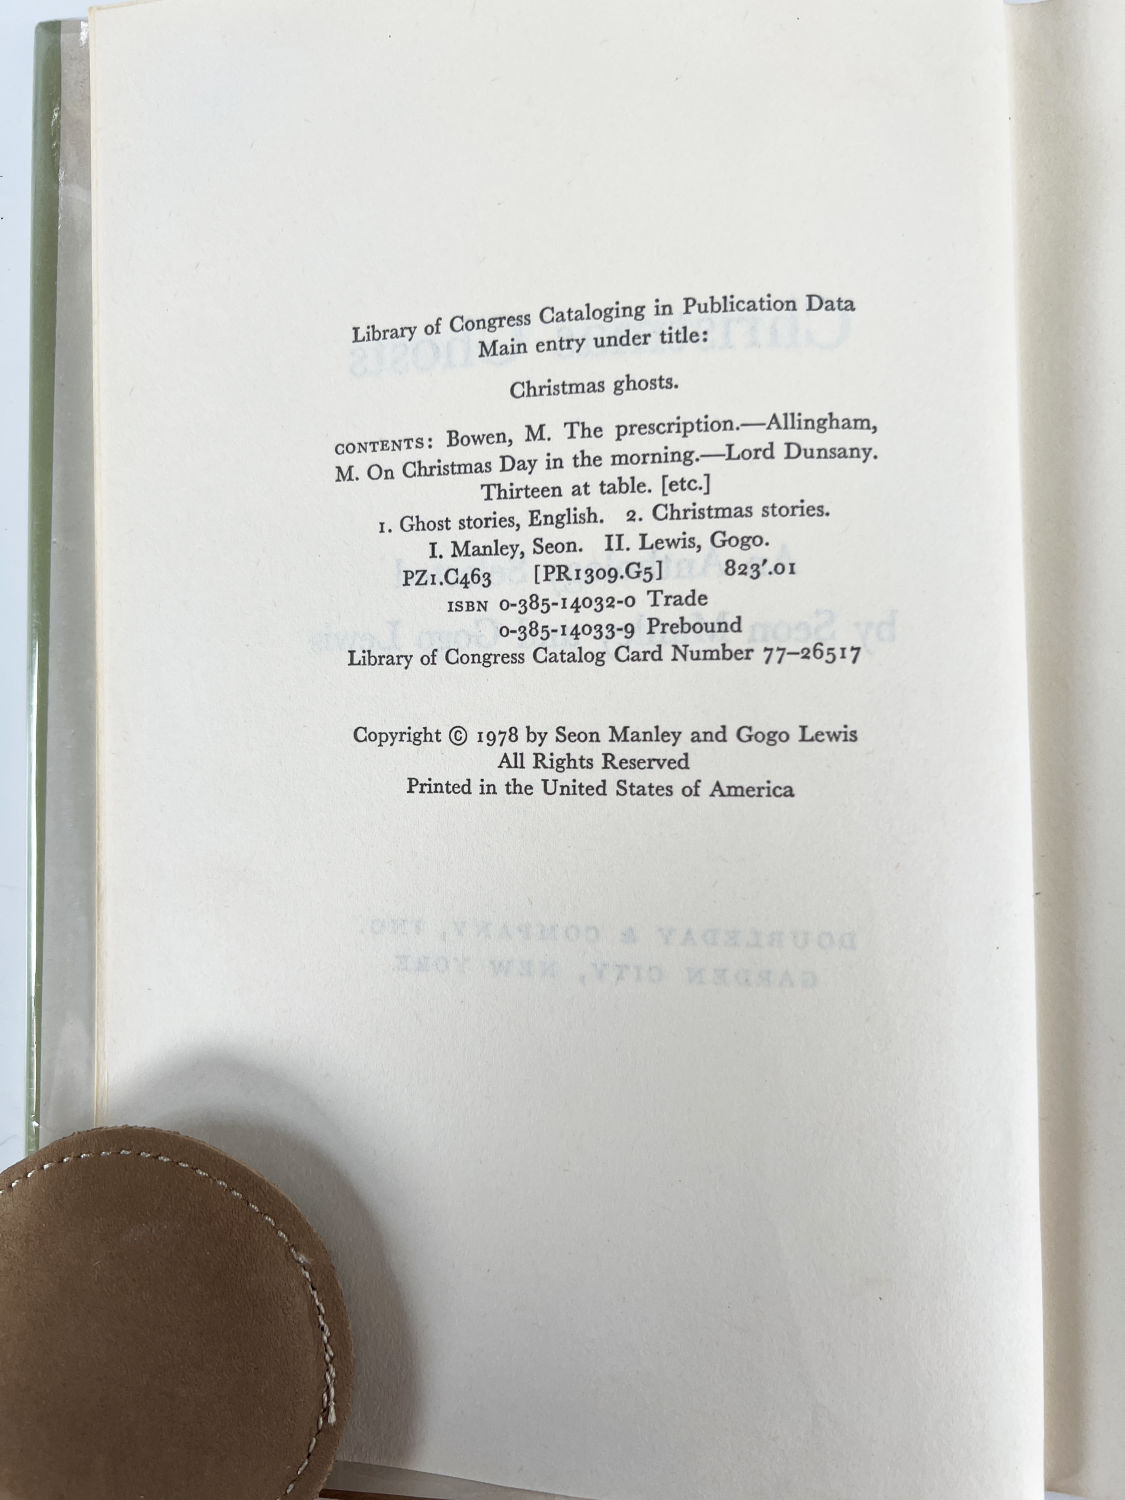 Library of Congress Cataloging in Publication Data
Main entry under title:
Christmas ghosts.
CONTENTS: Bowen, M. The prescription.—Allingham,
M. On Christmas Day in the morning.—Lord Dunsany.
Thirteen at table. [etc.]
1. Ghost stories, English. 2. Christmas stories.
I. Manley, Seon. II. Lewis, Gogo.
PZ1.C463 [PR1309.G5] 823'.01
ISBN 0-385-14032-0 Trade
0-385-14033-9 Prebound
Library of Congress Catalog Card Number 77–26517
Copyright © 1978 by Seon Manley and Gogo Lewis
All Rights Reserved
Printed in the United States of America